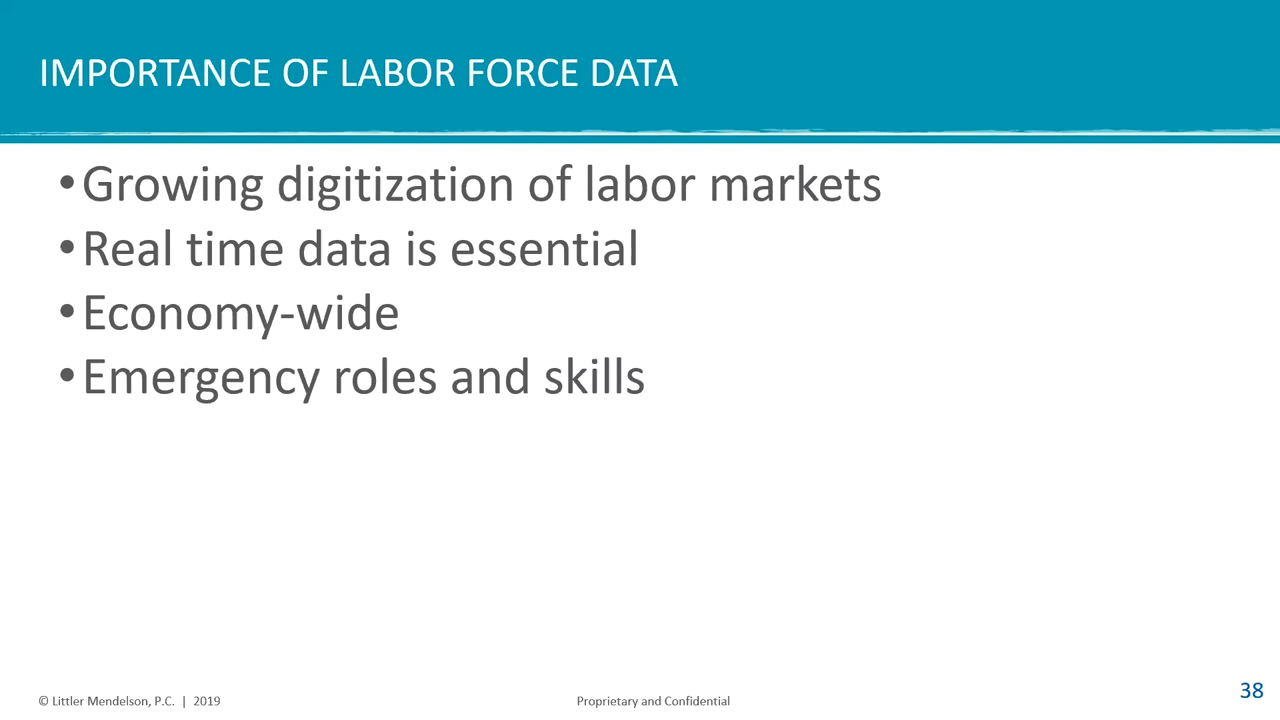 IMPORTANCE OF LABOR FORCE DATA
•Growing digitization of labor markets
•Real time data is essential
•Economy-wide
•Emergency roles and skills
© Littler Mendelson, P.C. | 2019
Proprietary and Confidential
38